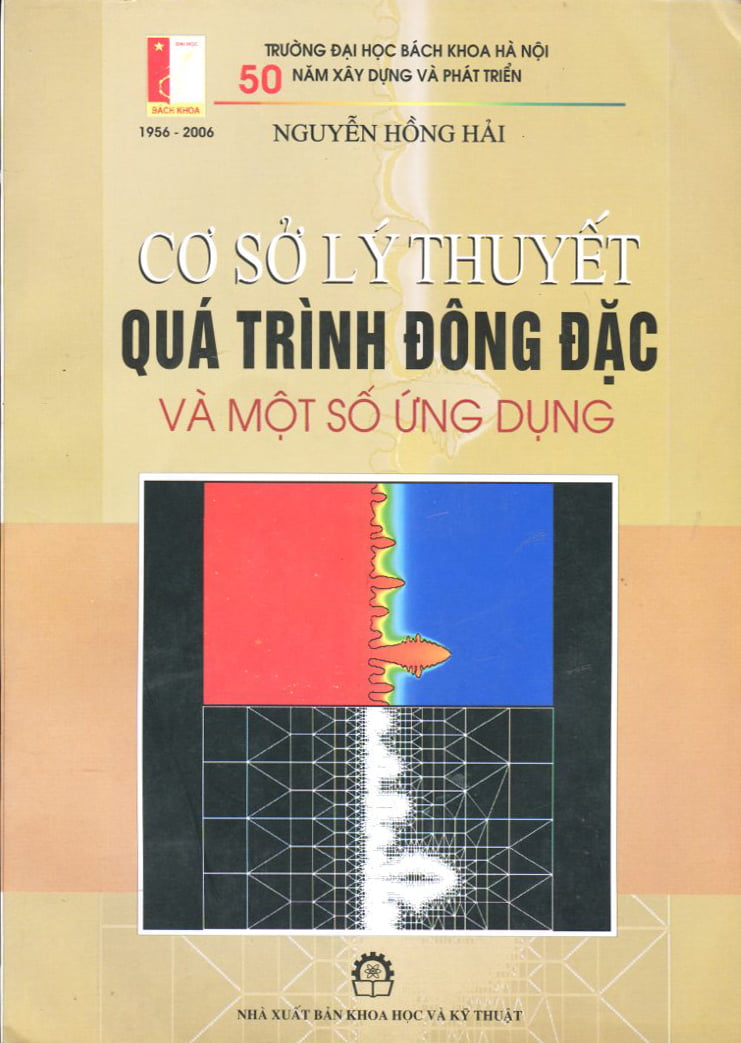 ĐẠI HỌC
BÁCH KHOA
1956 - 2006
TRƯỜNG ĐẠI HỌC BÁCH KHOA HÀ NỘI
50 NĂM XÂY DỰNG VÀ PHÁT TRIỂN
NGUYỄN HỒNG HẢI
CƠ SỞ LÝ THUYẾT
QUÁ TRÌNH ĐÔNG ĐẶC
VÀ MỘT SỐ ỨNG DỤNG
NHÀ XUẤT BẢN KHOA HỌC VÀ KỸ THUẬT